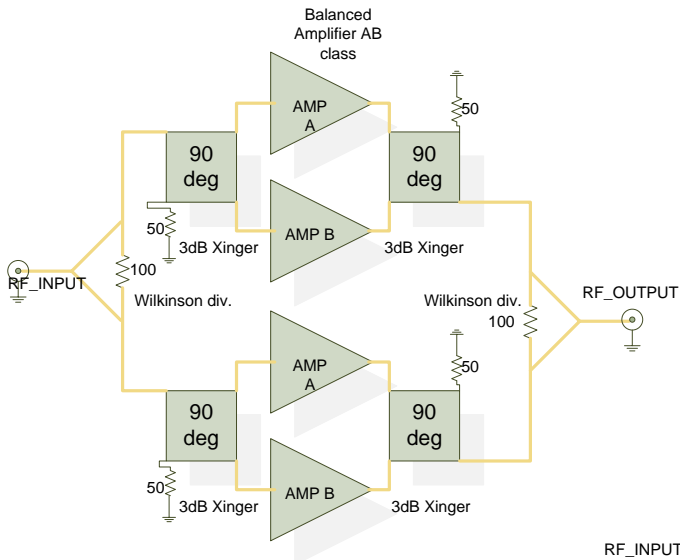 Balanced
Amplifier AB
class
AMP
A
50
90
deg
90
deg
50
AMP B
3dB Xinger
3dB Xinger
100
RF_INPUT
Wilkinson div.
Wilkinson div.
100
RF_OUTPUT
AMP
A
50
90
deg
90
deg
50
AMP B
3dB Xinger
3dB Xinger
RF_INPUT